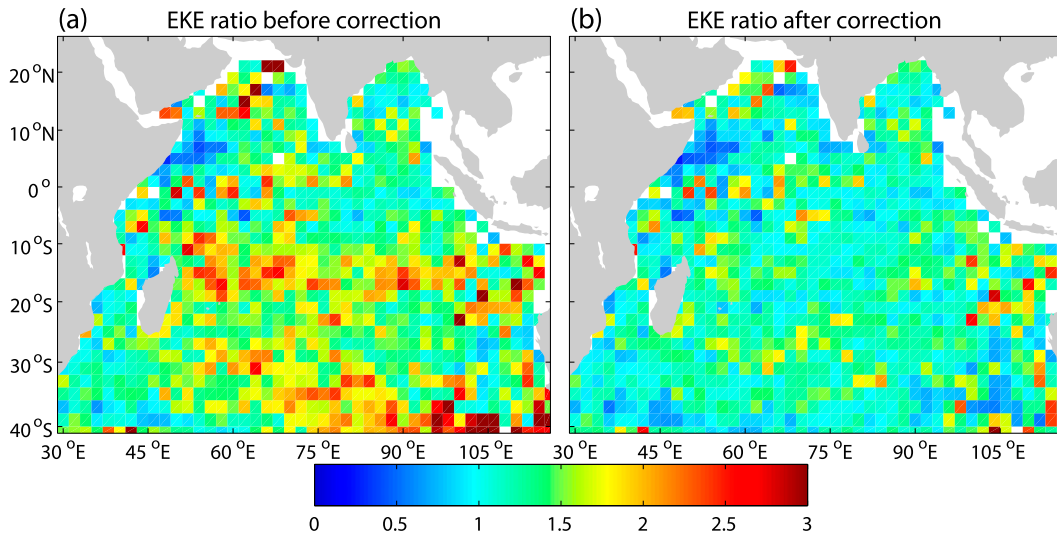 (a) EKE ratio before correction
(b) EKE ratio after correction
20°N
10°N
0°
10°S
20°S
30°S
40°S
30°E 45°E 60°E 75°E 90°E 105°E
30°E 45°E 60°E 75°E 90°E 105°E
0 0.5 1 1.5 2 2.5 3